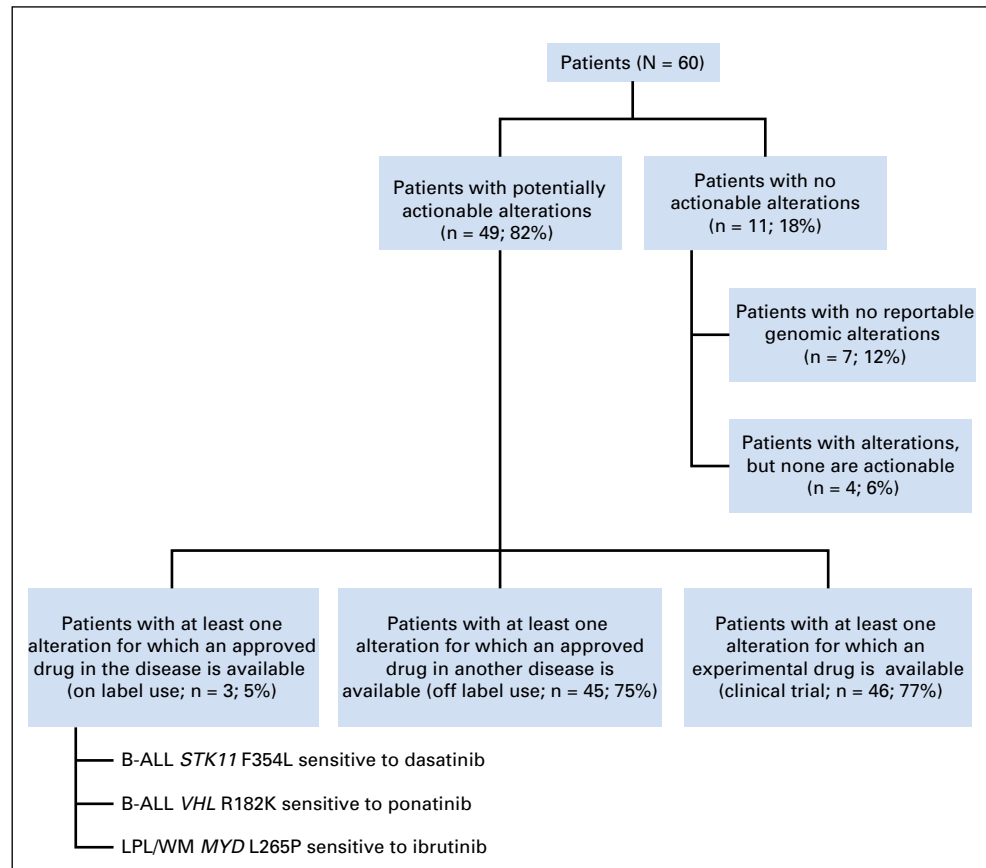 Patients (N = 60)
Patients with potentially
actionable alterations
(n = 49; 82%)
Patients with no
actionable alterations
(n = 11; 18%)
Patients with no reportable
genomic alterations
(n = 7; 12%)
Patients with alterations,
but none are actionable
(n = 4; 6%)
Patients with at least one
alteration for which an approved
drug in the disease is available
(on label use; n = 3; 5%)
Patients with at least one
alteration for which an approved
drug in another disease is
available (off label use; n = 45; 75%)
Patients with at least one
alteration for which an
experimental drug is available
(clinical trial; n = 46; 77%)
B-ALL STK11 F354L sensitive to dasatinib
B-ALL VHL R182K sensitive to ponatinib
LPL/WM MYD L265P sensitive to ibrutinib